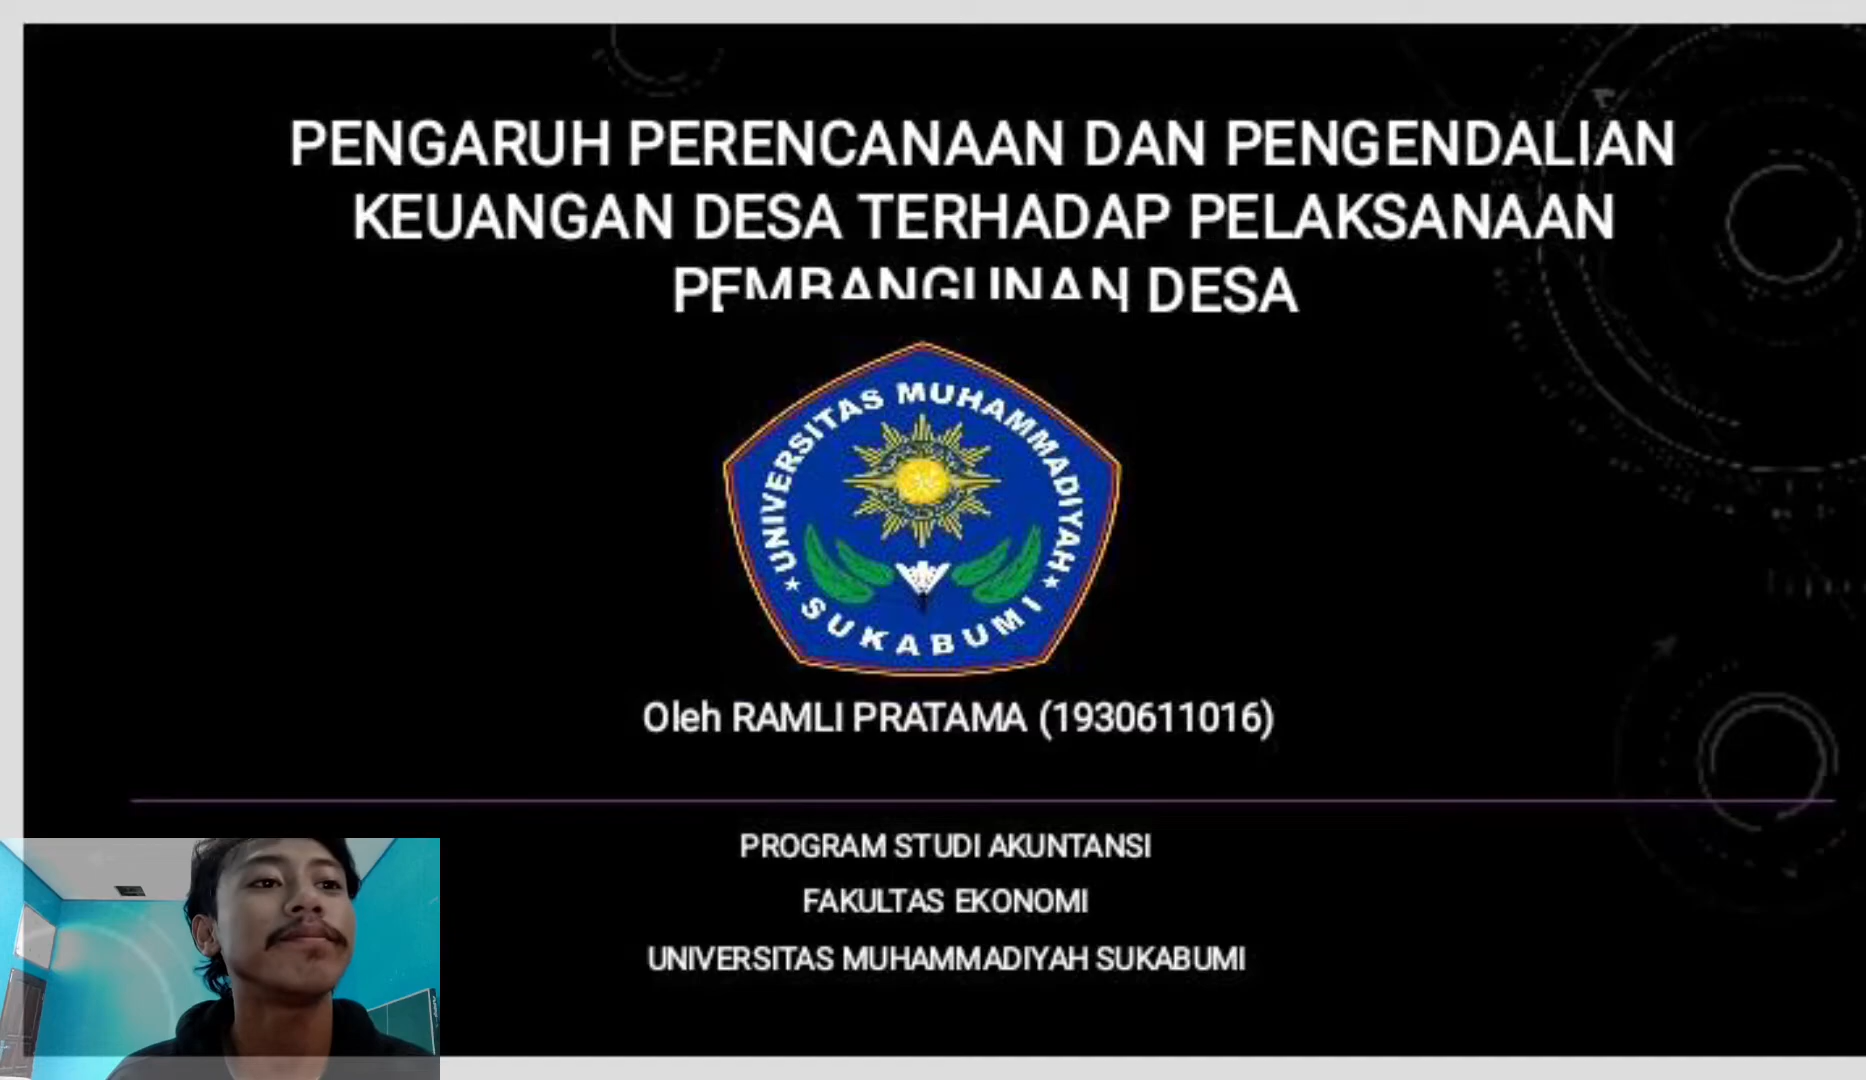 PENGARUH PERENCANAAN DAN PENGENDALIAN
KEUANGAN DESA TERHADAP PELAKSANAAN
PEMBANGUNAN DESA
UNIVERSITAS MUHAMMADIYAH
SUKABUMI
Oleh RAMLI PRATAMA (1930611016)
PROGRAM STUDI AKUNTANSI
FAKULTAS EKONOMI
UNIVERSITAS MUHAMMADIYAH SUKABUMI